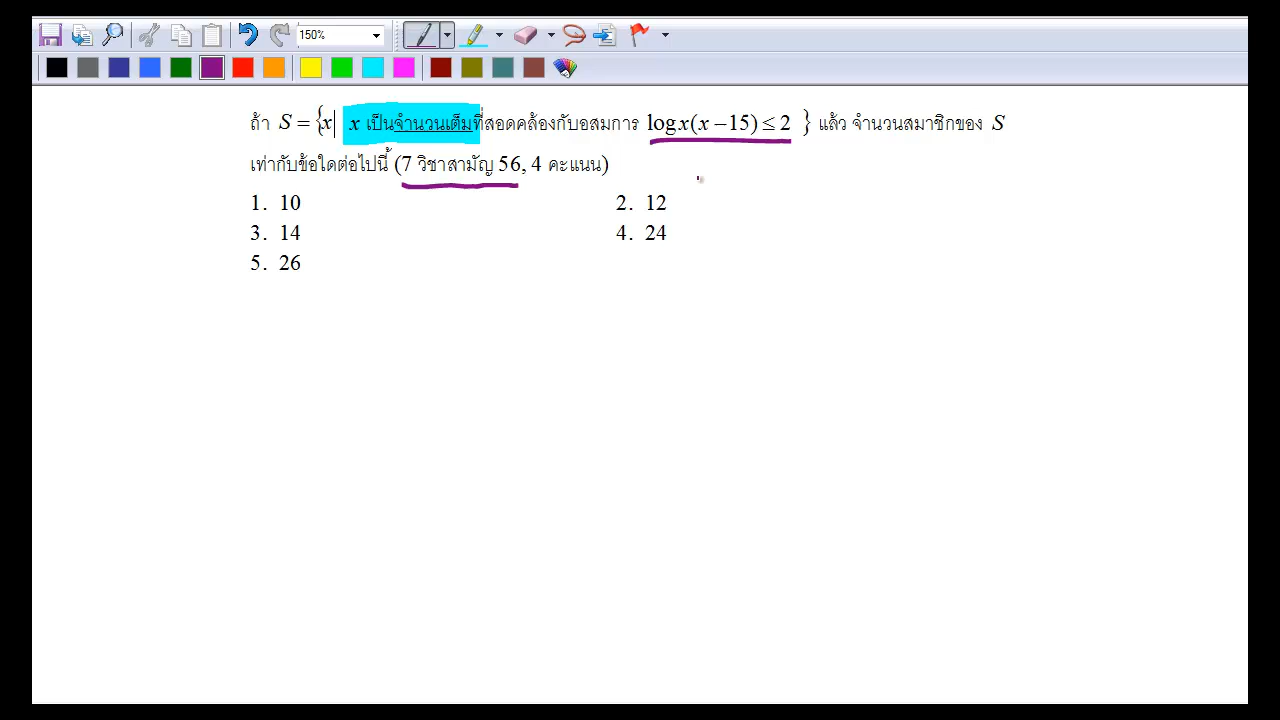 150%
ถ้า S = {x| x เป็นจำนวนเต็มที่สอดคล้องกับอสมการ log x(x −15) ≤ 2 } แล้ว จำนวนสมาชิกของ S
เท่ากับข้อใดต่อไปนี้ (7 วิชาสามัญ 56, 4 คะแนน)
1. 10 2. 12
3. 14 4. 24
5. 26